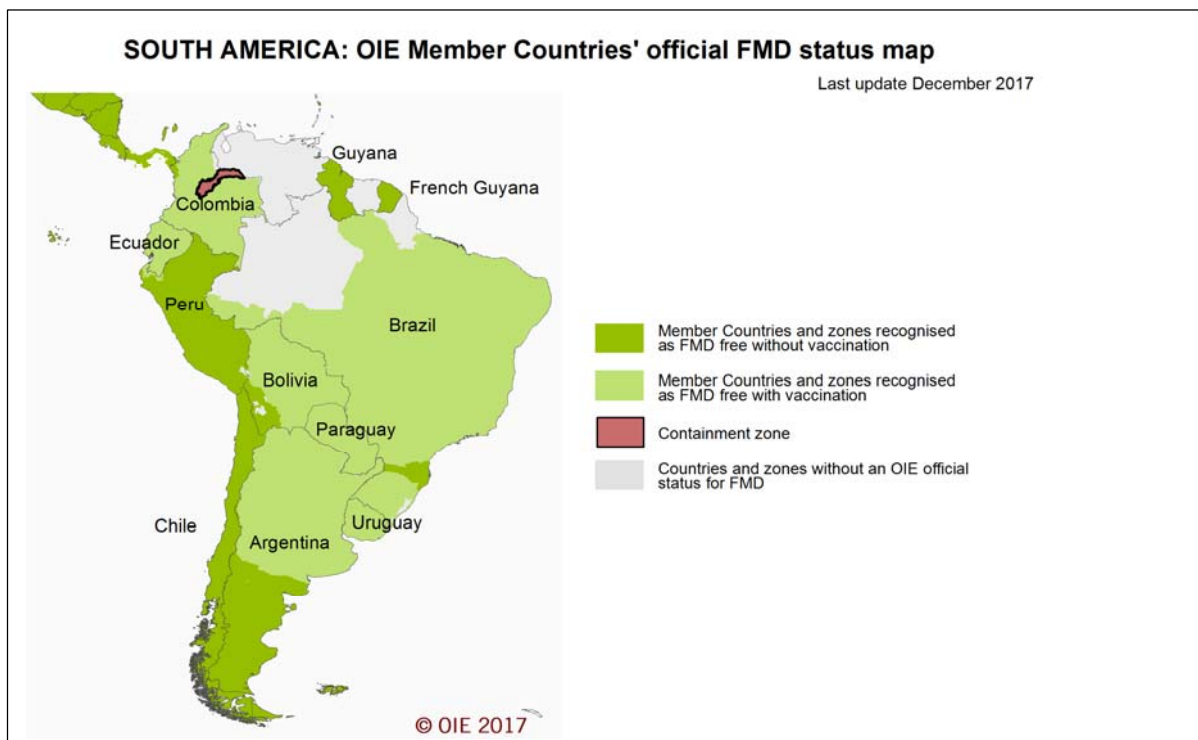 SOUTH AMERICA: OIE Member Countries' official FMD status map
Last update December 2017
Guyana
French Guyana
Colombia
Ecuador
Peru
Brazil
Bolivia
Paraguay
Chile
Uruguay
Argentina
© OIE 2017
Member Countries and zones recognised
as FMD free without vaccination
Member Countries and zones recognised
as FMD free with vaccination
Containment zone
Countries and zones without an OIE official
status for FMD